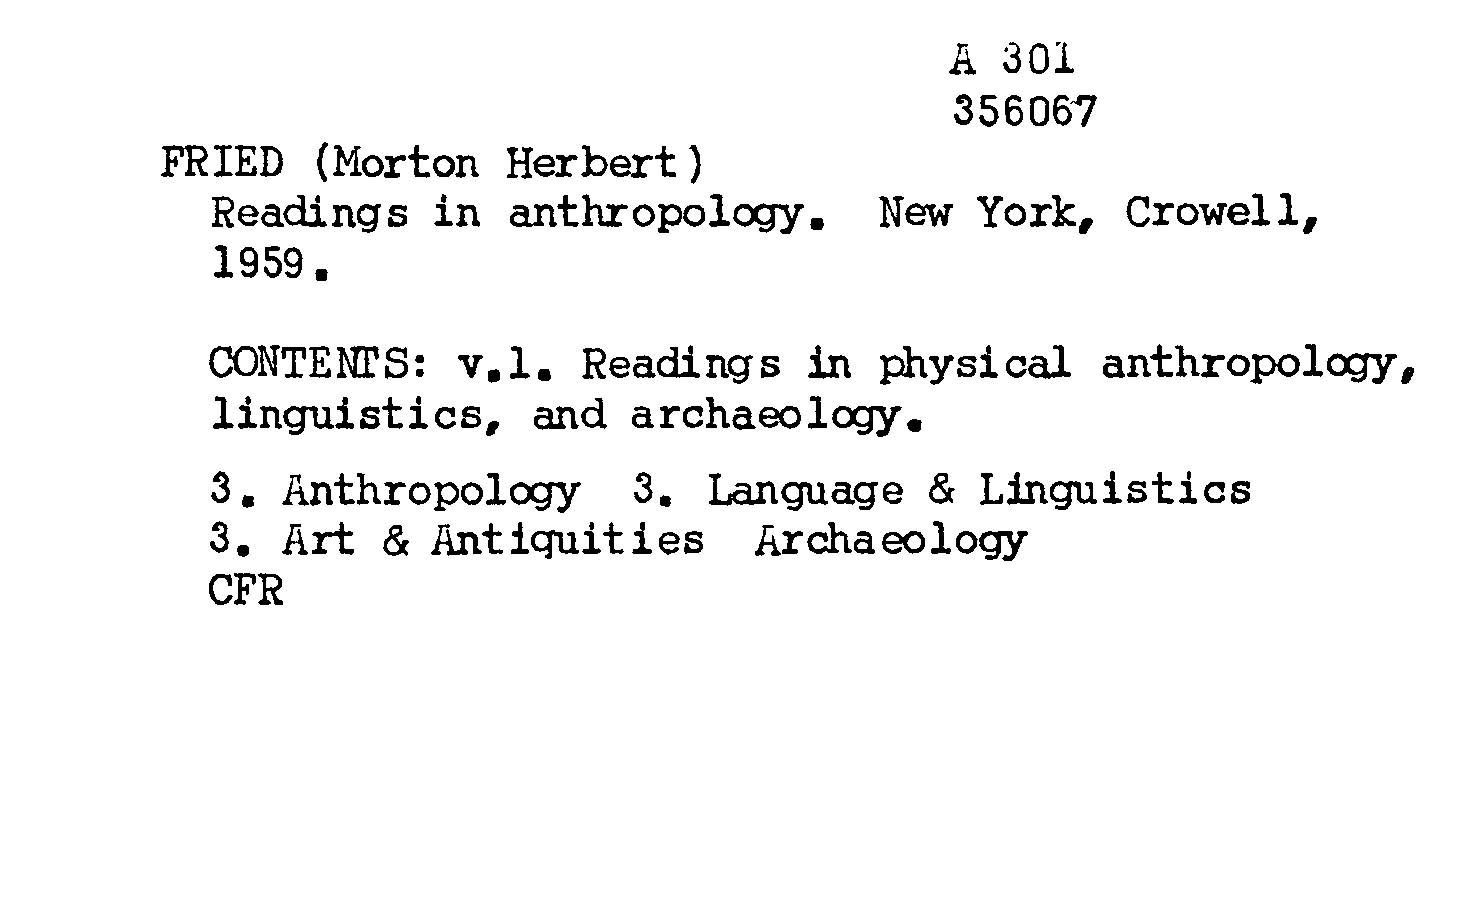 A 301
356067
FRIED (Morton Herbert)
Readings in anthropology. New York, Crowell,
1959.
CONTENTS: v.1. Readings in physical anthropology,
linguistics, and archaeology.
3. Anthropology 3. Language & Linguistics
3. Art & Antiquities Archaeology
CFR